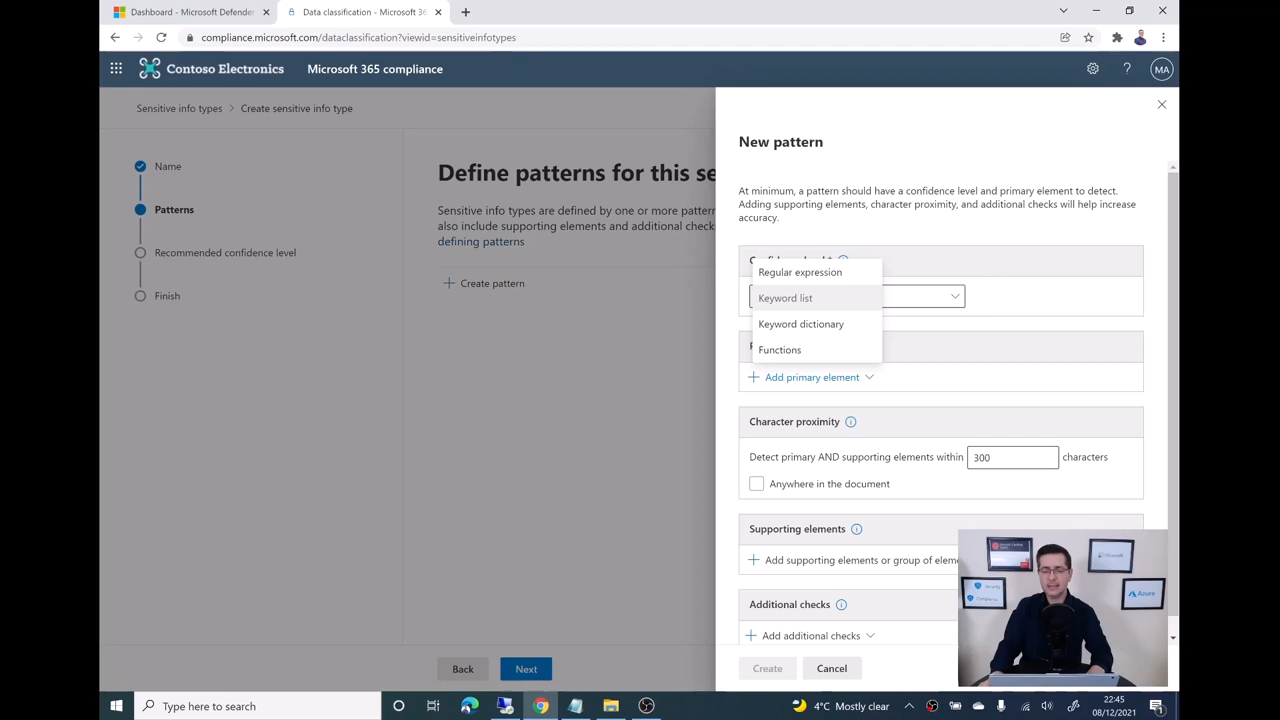 Dashboard - Microsoft Defender
Data classification - Microsoft 36
compliance.microsoft.com/dataclassification?viewid=sensitiveinfotypes
Contoso Electronics
Microsoft 365 compliance
MA
Sensitive info types > Create sensitive info type
Name
Patterns
Recommended confidence level
Finish
Define patterns for this se
Sensitive info types are defined by one or more pattern
also include supporting elements and additional check
defining patterns
Create pattern
Back
Next
New pattern
At minimum, a pattern should have a confidence level and primary element to detect.
Adding supporting elements, character proximity, and additional checks will help increase
accuracy.
Regular expression
Keyword list
Keyword dictionary
Functions
Add primary element
Character proximity
Detect primary AND supporting elements within 300 characters
Anywhere in the document
Supporting elements
Add supporting elements or group of eleme
Additional checks
Add additional checks
Create
Cancel
Microsoft
Security
Compliance
Azure
Type here to search
4°C Mostly clear
22:45
08/12/2021
1